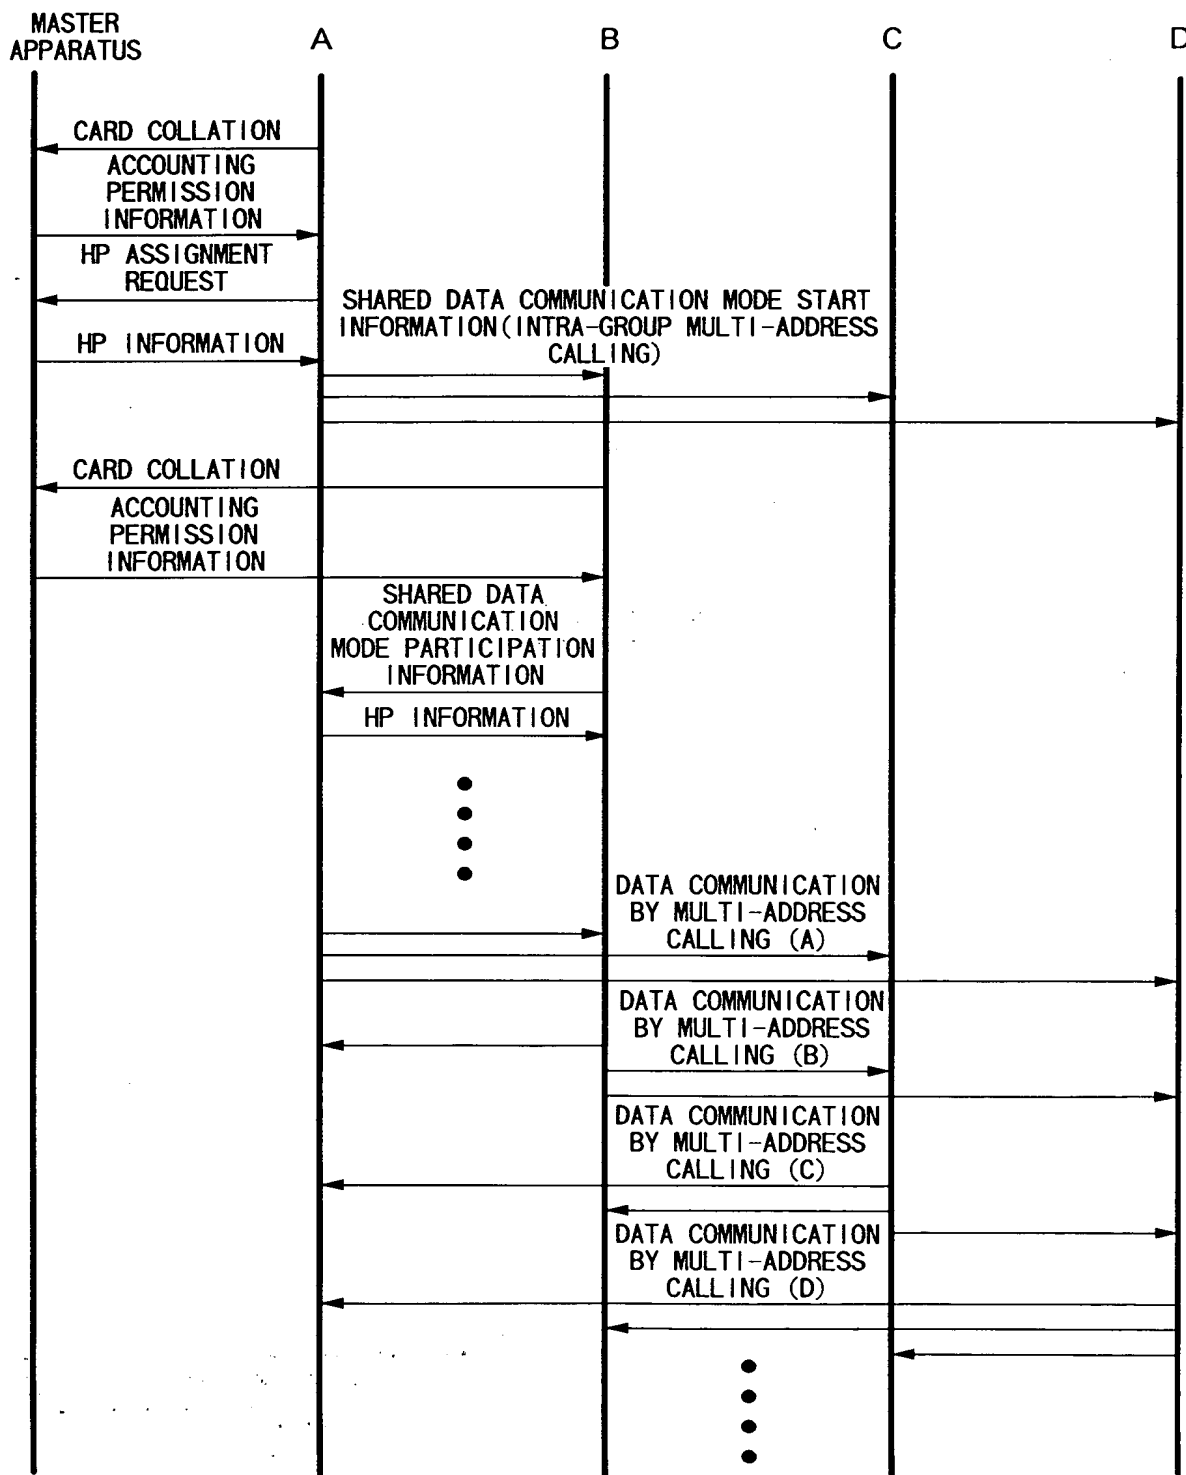 MASTER
APPARATUS
A
B
C
D
CARD COLLATION
ACCOUNTING
PERMISSION
INFORMATION
HP ASSIGNMENT
REQUEST
SHARED DATA COMMUNICATION MODE START
INFORMATION(INTRA-GROUP MULTI-ADDRESS
CALLING)
HP INFORMATION
CARD COLLATION
ACCOUNTING
PERMISSION
INFORMATION
SHARED DATA
COMMUNICATION
MODE PARTICIPATION
INFORMATION
HP INFORMATION
DATA COMMUNICATION
BY MULTI-ADDRESS
CALLING (A)
DATA COMMUNICATION
BY MULTI-ADDRESS
CALLING (B)
DATA COMMUNICATION
BY MULTI-ADDRESS
CALLING (C)
DATA COMMUNICATION
BY MULTI-ADDRESS
CALLING (D)